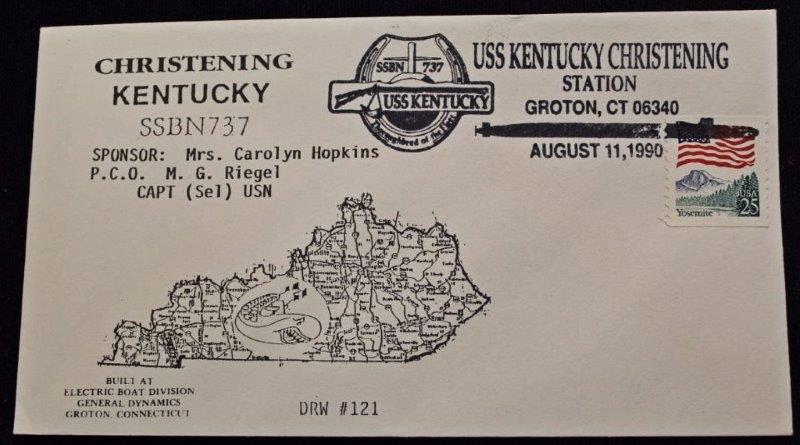 CHRISTENING
KENTUCKY
SSBN737
SPONSOR: Mrs. Carolyn Hopkins
P.C.O. M. G. Riegel
CAPT (Sel) USN
SSBN 737
USS KENTUCKY
USS KENTUCKY CHRISTENING
STATION
GROTON, CT 06340
AUGUST 11,1990
USA
25
Yosemite
BUILT AT
ELECTRIC BOAT DIVISION
GENERAL DYNAMICS
GROTON, CONNECTICUT
DRW #121